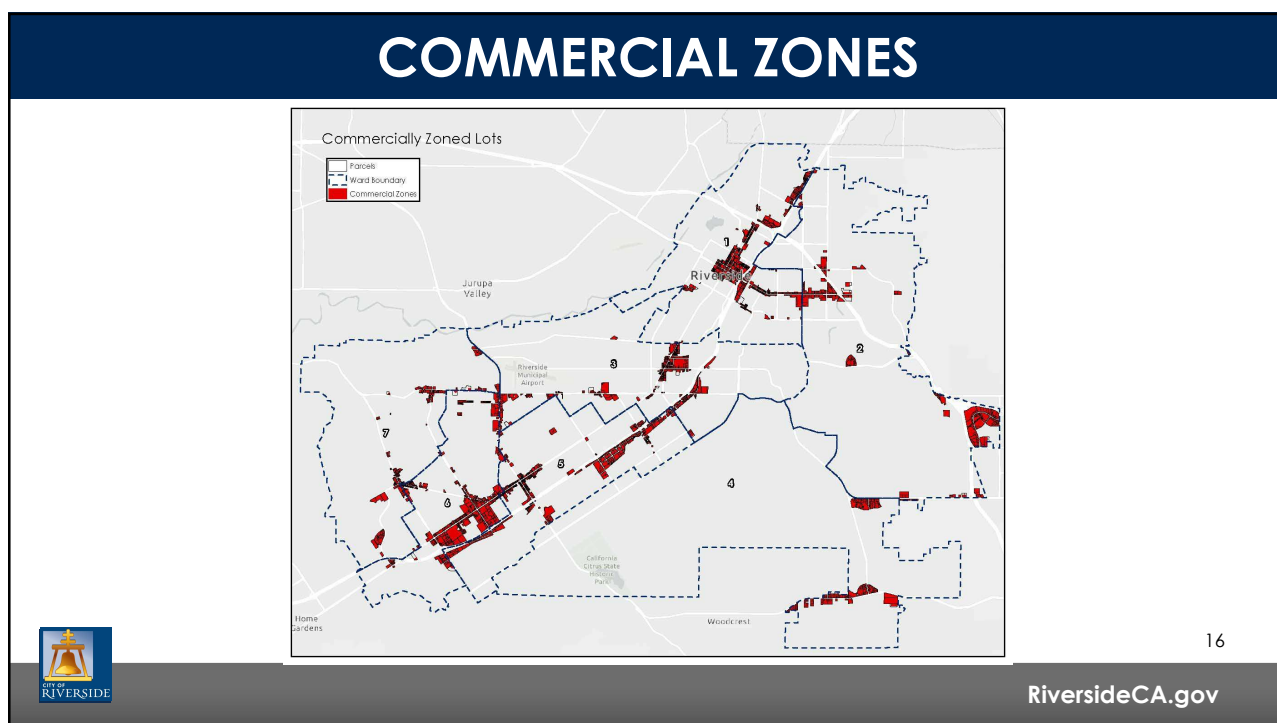 COMMERCIAL ZONES
Commercially Zoned Lots
Parcels
Ward Boundary
Commercial Zones
1
Riverside
Jurupa
Valley
2
3
Riverside
Municipal
Airport
7
5
4
6
California
Citrus State
Historic
Park
Home
Gardens
Woodcrest
16
CITY OF
RIVERSIDE
RiversideCA.gov